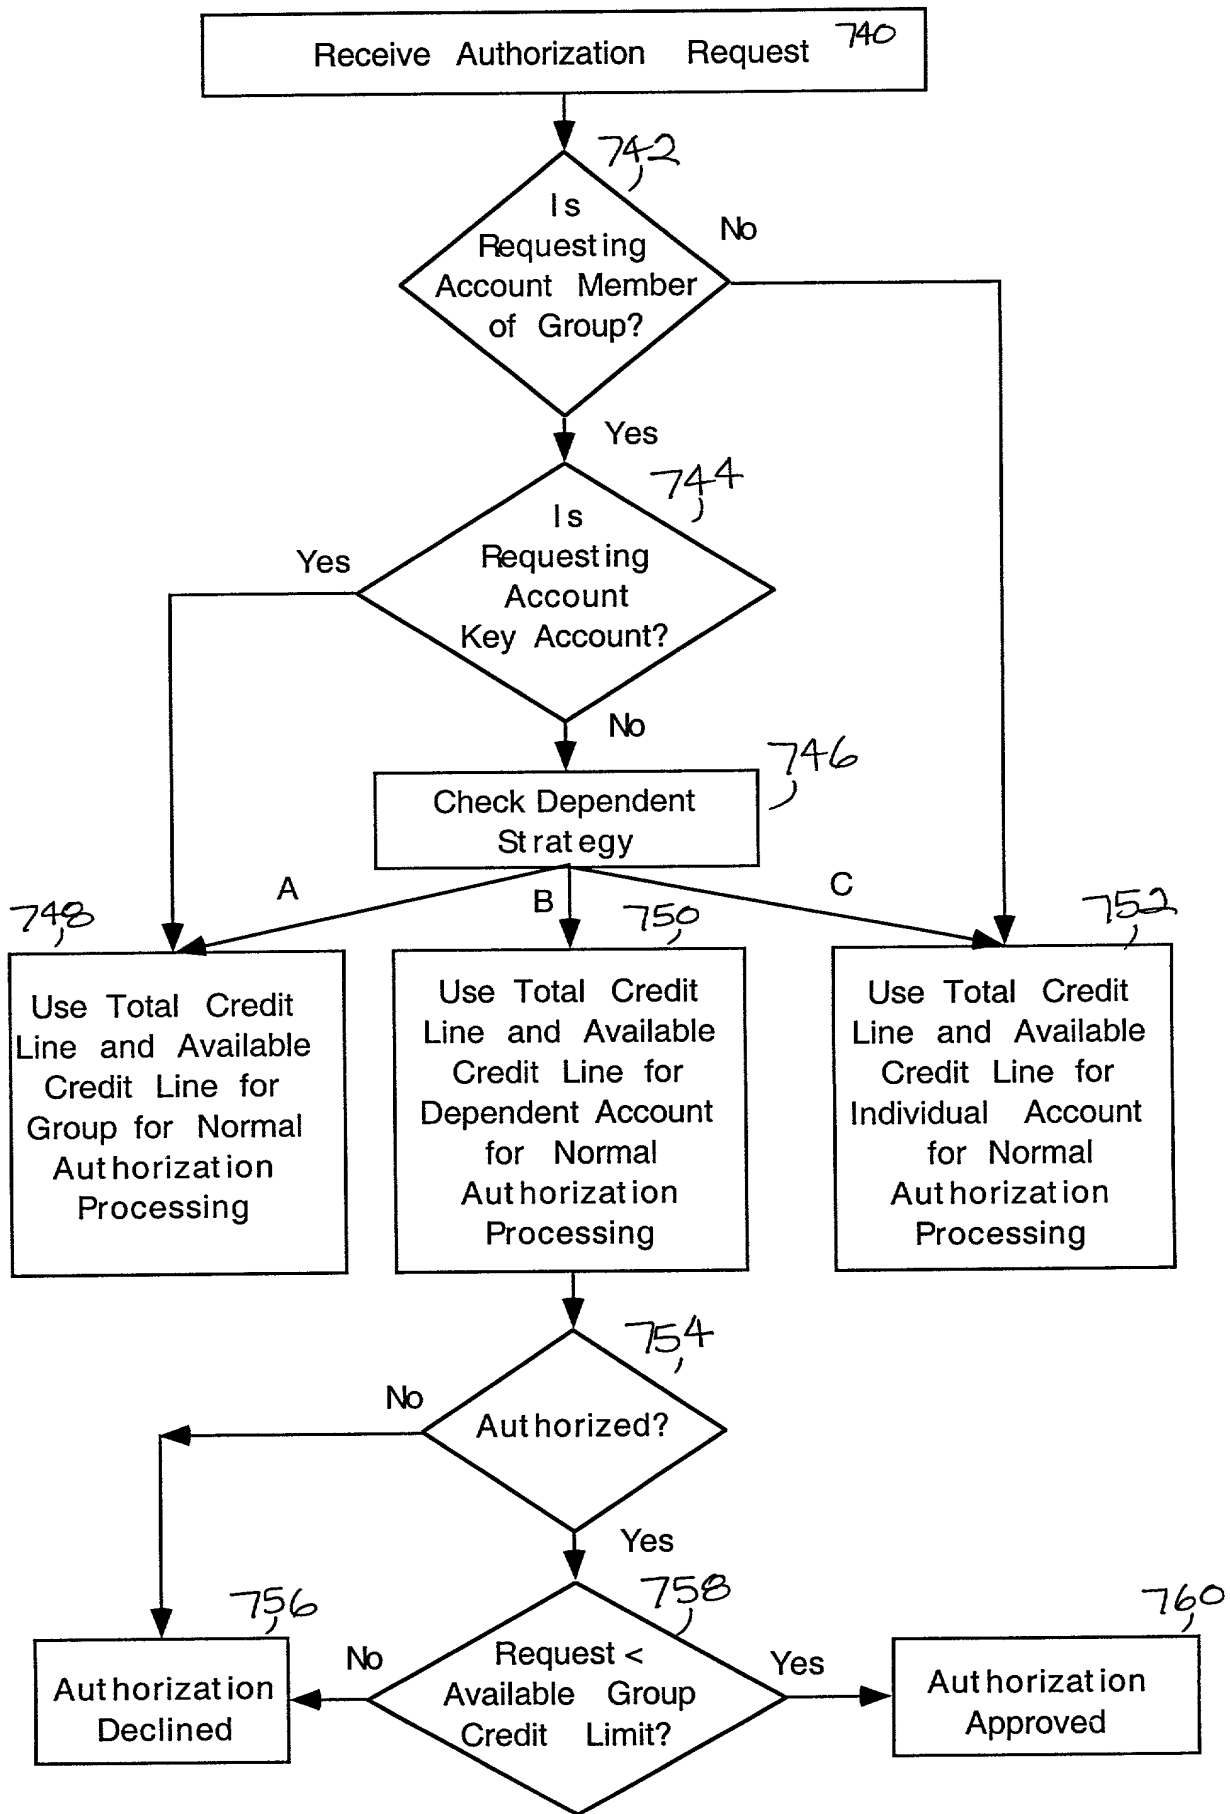 Receive Authorization Request 740
742
Is
Requesting
Account Member
of Group?
No
Yes
744
Is
Requesting
Account
Key Account?
Yes
No
746
Check Dependent
Strategy
A
B
C
748
Use Total Credit
Line and Available
Credit Line for
Group for Normal
Authorization
Processing
750
Use Total Credit
Line and Available
Credit Line for
Dependent Account
for Normal
Authorization
Processing
752
Use Total Credit
Line and Available
Credit Line for
Individual Account
for Normal
Authorization
Processing
754
Authorized?
No
Yes
756
Authorization
Declined
758
Request <
Available Group
Credit Limit?
No
Yes
760
Authorization
Approved